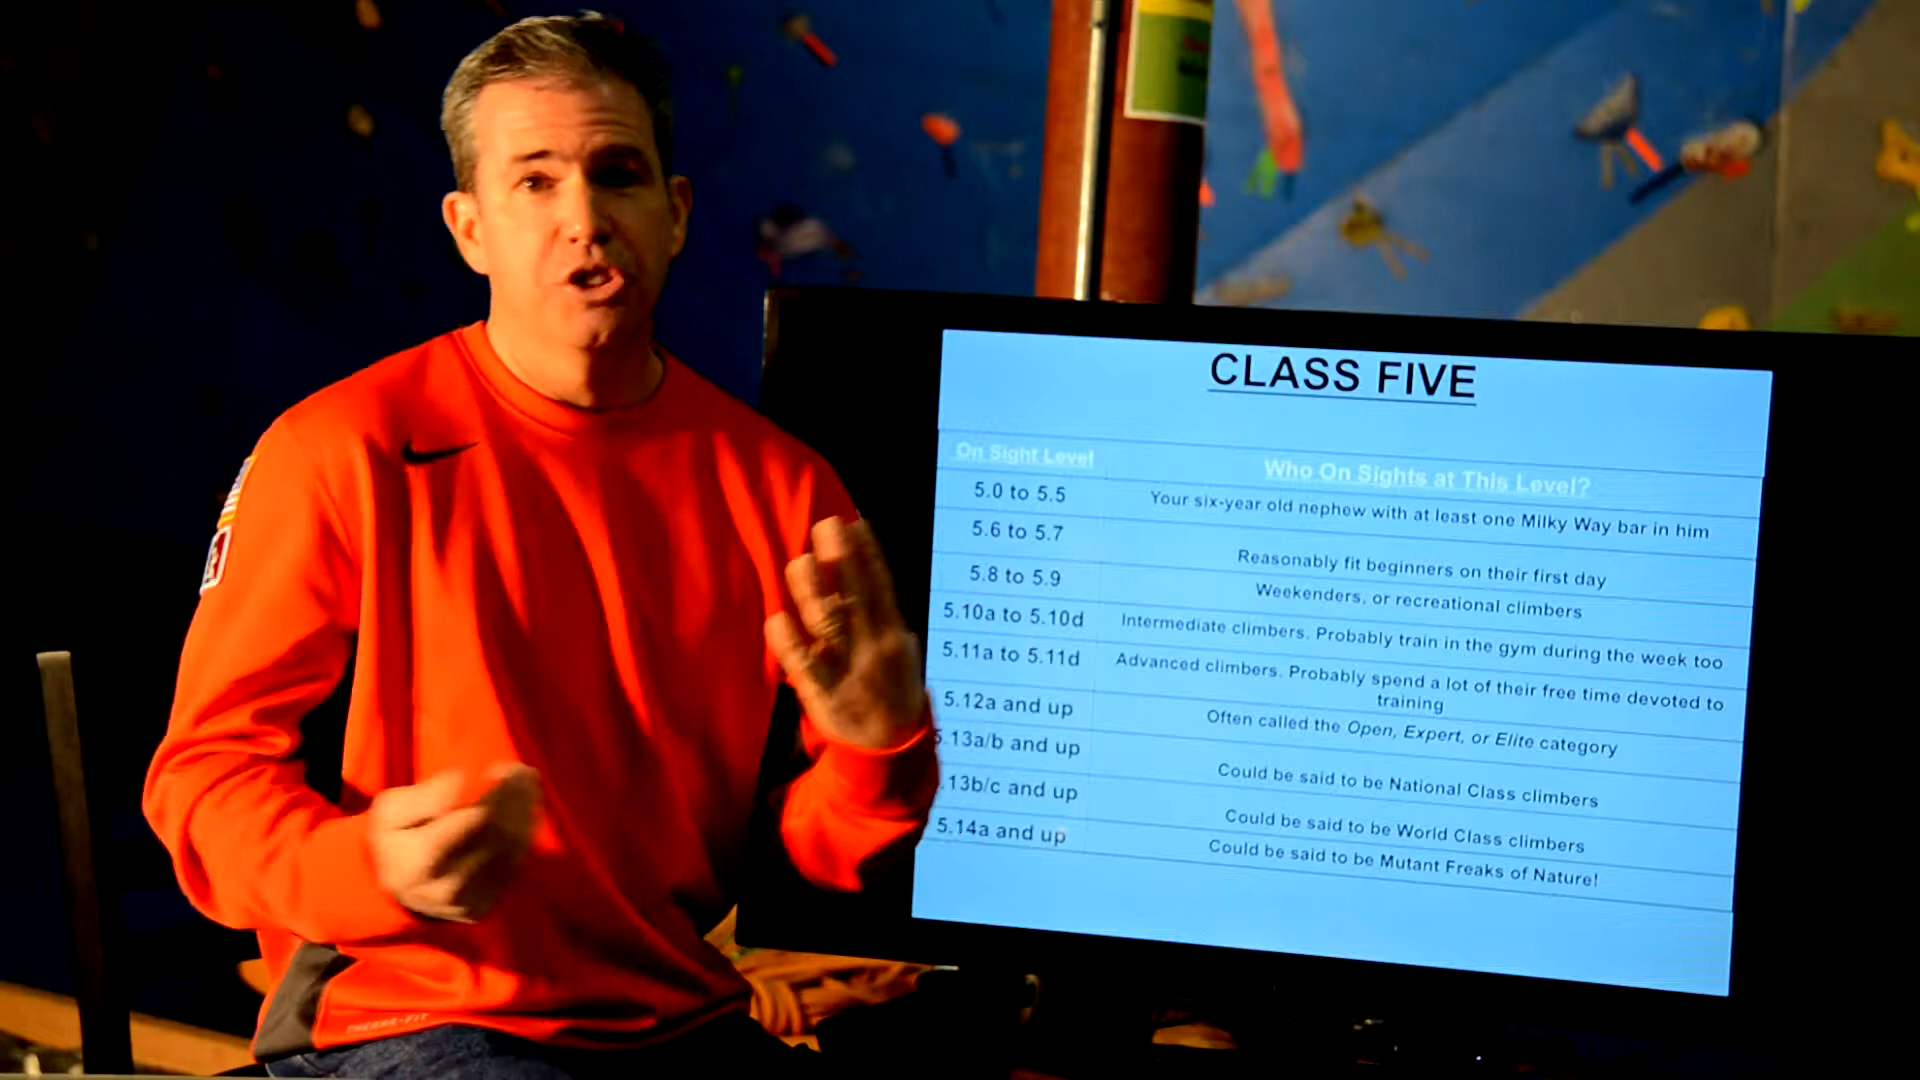 CLASS FIVE
On Sight Level
Who On Sights at This Level?
5.0 to 5.5
Your six-year old nephew with at least one Milky Way bar in him
5.6 to 5.7
Reasonably fit beginners on their first day
5.8 to 5.9
Weekenders, or recreational climbers
5.10a to 5.10d
Intermediate climbers. Probably train in the gym during the week too
5.11a to 5.11d
Advanced climbers. Probably spend a lot of their free time devoted to
training
5.12a and up
Often called the Open, Expert, or Elite category
5.13a/b and up
Could be said to be National Class climbers
.13b/c and up
Could be said to be World Class climbers
5.14a and up
Could be said to be Mutant Freaks of Nature!
THERMA-FIT